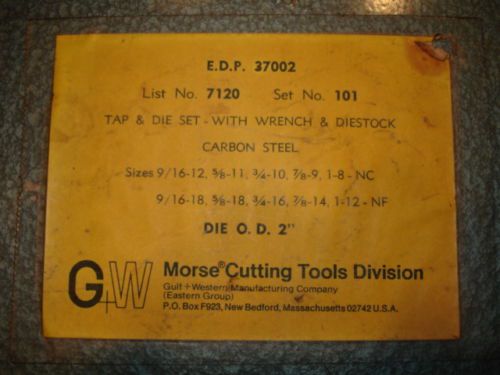 E.D.P. 37002
List No. 7120 Set No. 101
TAP & DIE SET - WITH WRENCH & DIESTOCK
CARBON STEEL
Sizes 9/16-12, 5/8-11, 3/4-10, 7/8-9, 1-8 - NC
9/16-18, 5/8-18, 3/4-16, 7/8-14, 1-12 - NF
DIE O. D. 2"
G+W
Morse® Cutting Tools Division
Gulf + Western Manufacturing Company
(Eastern Group)
P.O. Box F923, New Bedford, Massachusetts 02742 U.S.A.